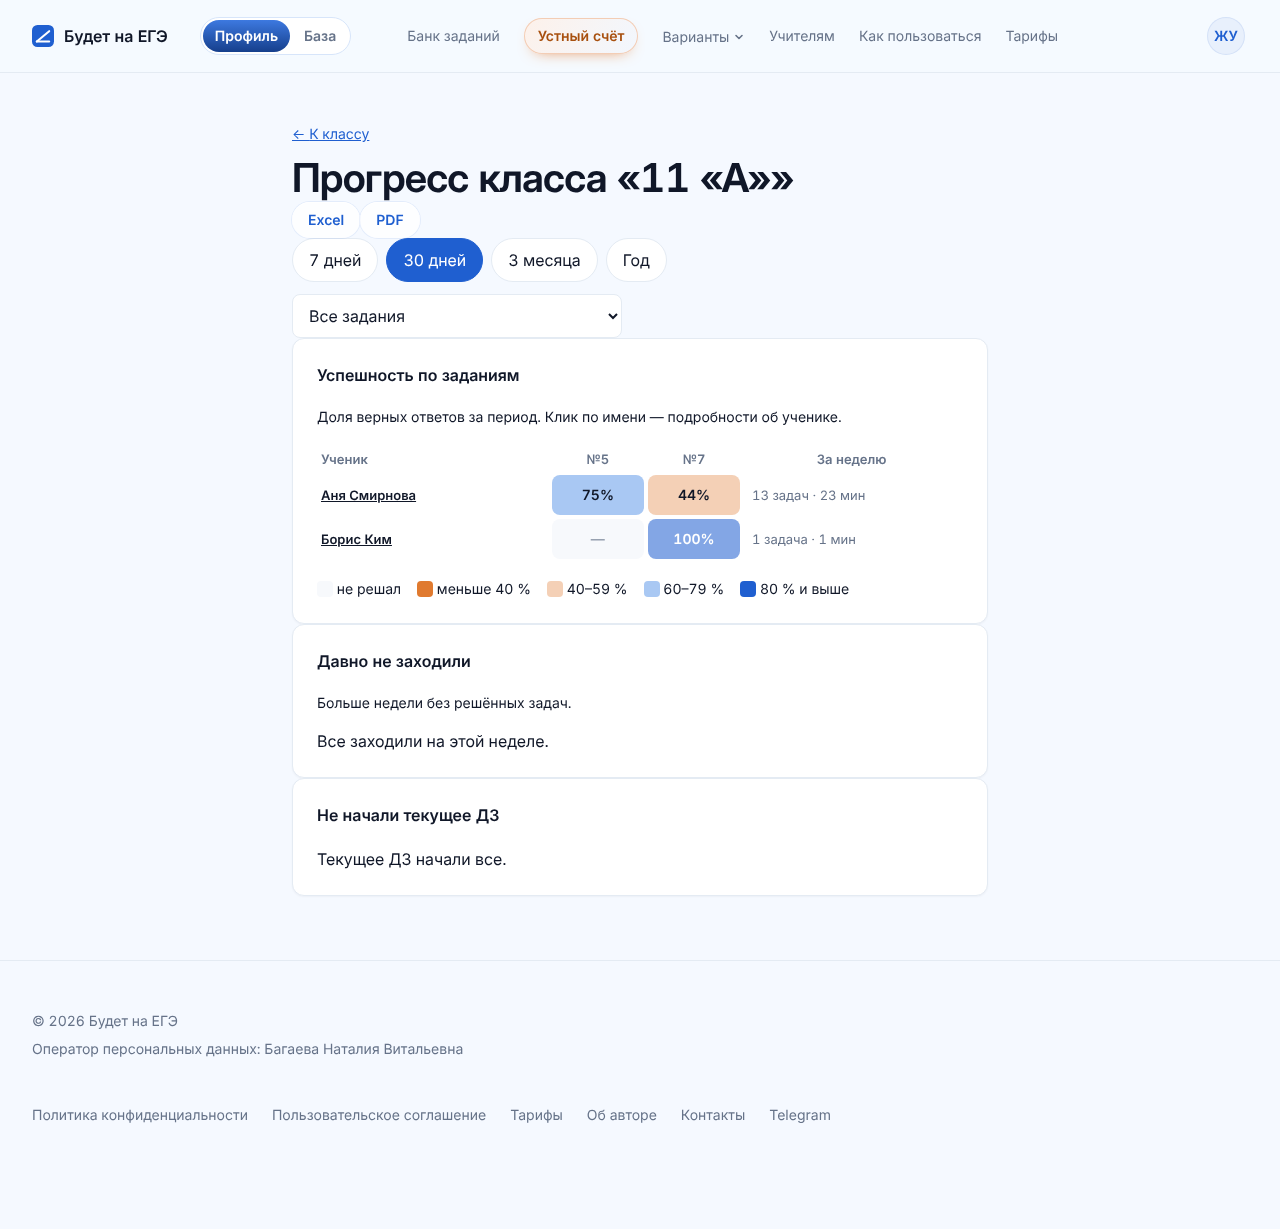 Будет на ЕГЭ
Профиль База
Банк заданий Устный счёт Варианты Учителям Как пользоваться Тарифы
ЖУ
← К классу
Прогресс класса «11 «А»»
Excel PDF
7 дней 30 дней 3 месяца Год
Все задания
Успешность по заданиям
Доля верных ответов за период. Клик по имени — подробности об ученике.
Ученик №5 №7 За неделю
Аня Смирнова 75% 44% 13 задач · 23 мин
Борис Ким — 100% 1 задача · 1 мин
не решал меньше 40 % 40–59 % 60–79 % 80 % и выше
Давно не заходили
Больше недели без решённых задач.
Все заходили на этой неделе.
Не начали текущее ДЗ
Текущее ДЗ начали все.
© 2026 Будет на ЕГЭ
Оператор персональных данных: Багаева Наталия Витальевна
Политика конфиденциальности Пользовательское соглашение Тарифы Об авторе Контакты Telegram